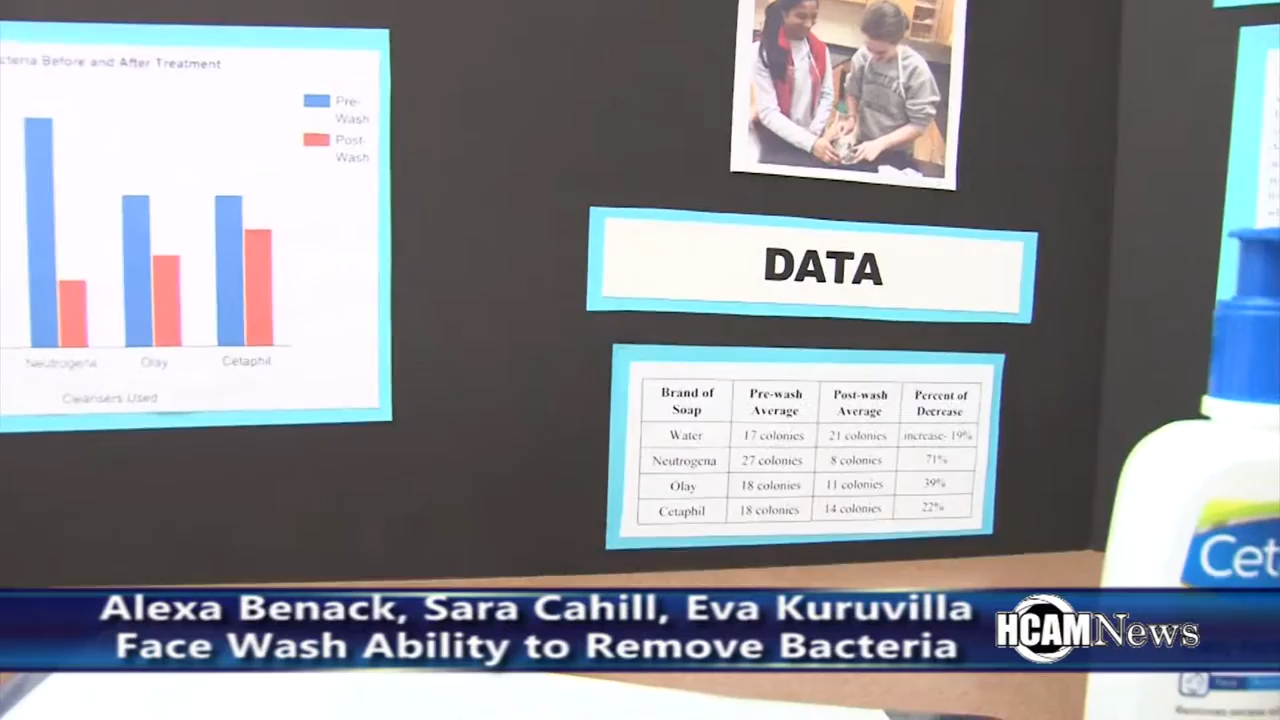 cteria Before and After Treatment
Pre-
Wash
Post-
Wash
Neutrogena
Olay
Cetaphil
Cleansers Used
DATA
Brand of Soap Pre-wash Average Post-wash Average Percent of Decrease
Water 17 colonies 21 colonies increase- 19%
Neutrogena 27 colonies 8 colonies 71%
Olay 18 colonies 11 colonies 39%
Cetaphil 18 colonies 14 colonies 22%
Cet
Alexa Benack, Sara Cahill, Eva Kuruvilla
Face Wash Ability to Remove Bacteria
HCAMNews